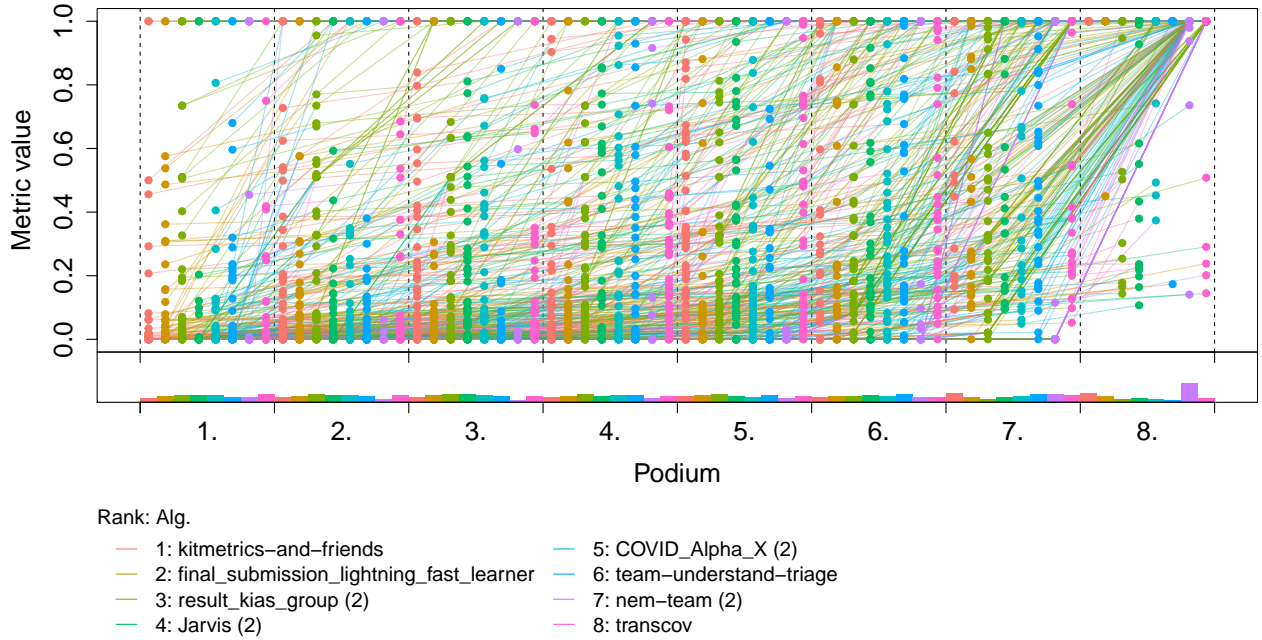 Metric value
1.0
0.8
0.6
0.4
0.2
0.0
1. 2. 3. 4. 5. 6. 7. 8.
Podium
Rank: Alg.
1: kitmetrics−and−friends
2: final_submission_lightning_fast_learner
3: result_kias_group (2)
4: Jarvis (2)
5: COVID_Alpha_X (2)
6: team−understand−triage
7: nem−team (2)
8: transcov